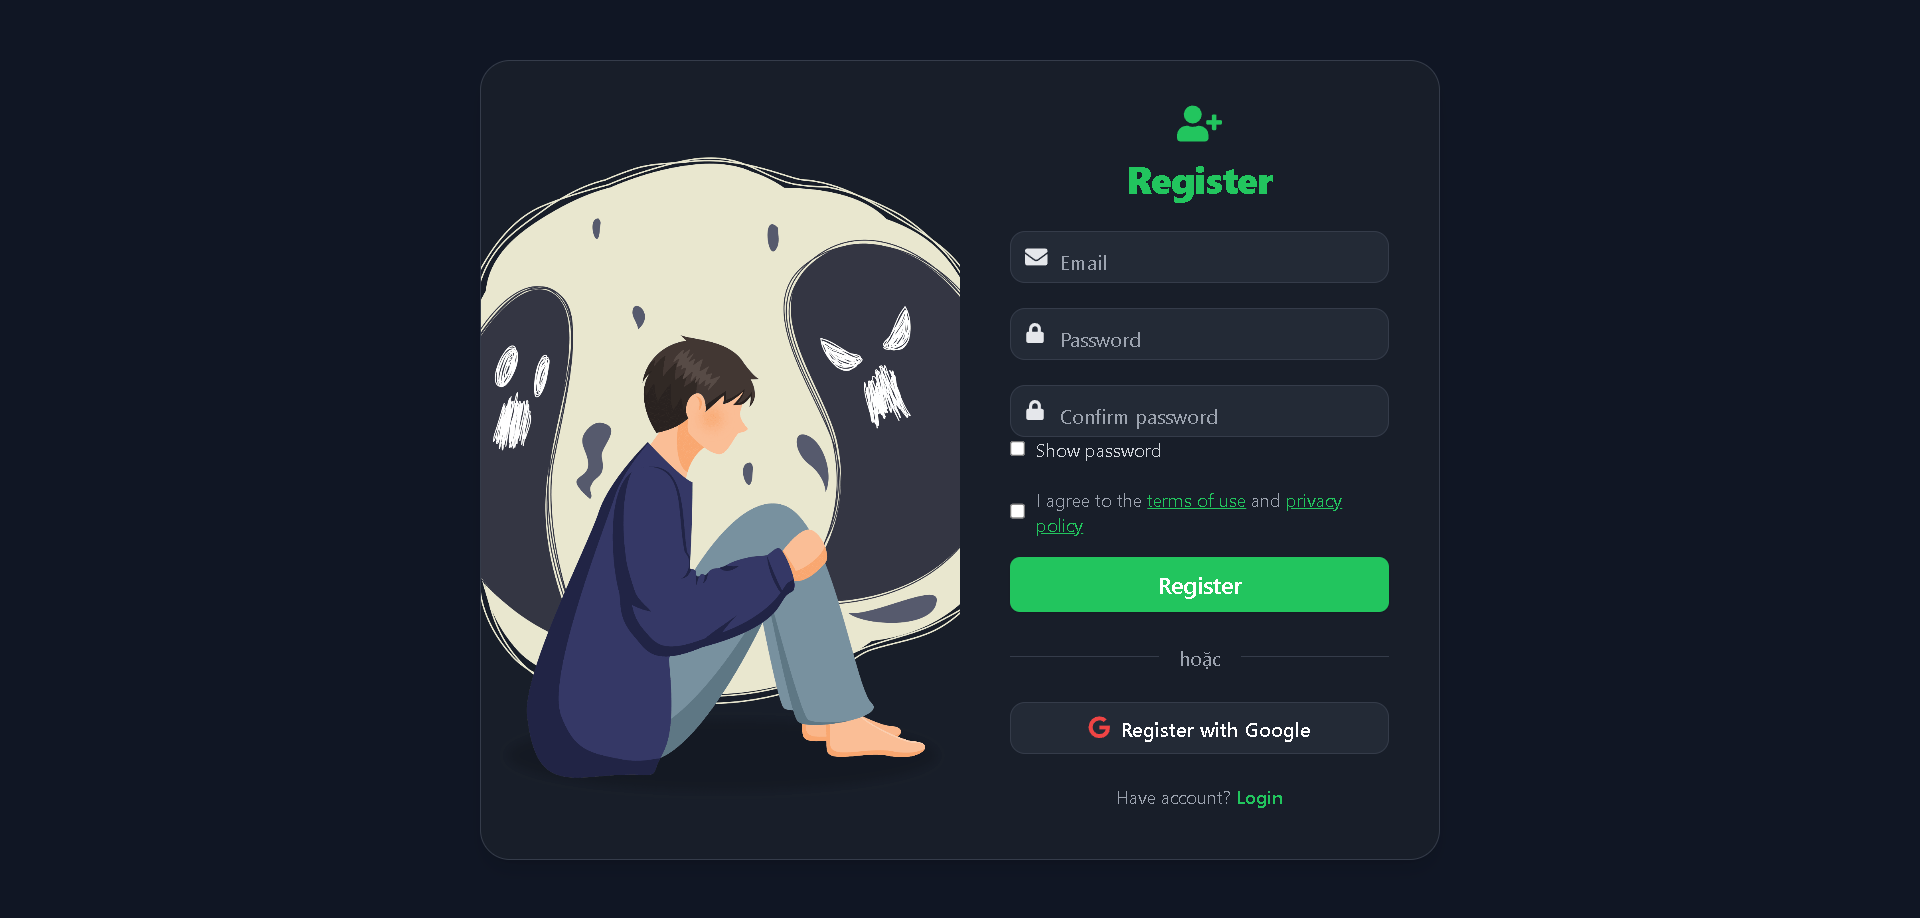 Register
Email
Password
Confirm password
Show password
I agree to the terms of use and privacy
policy
Register
hoặc
Register with Google
Have account? Login